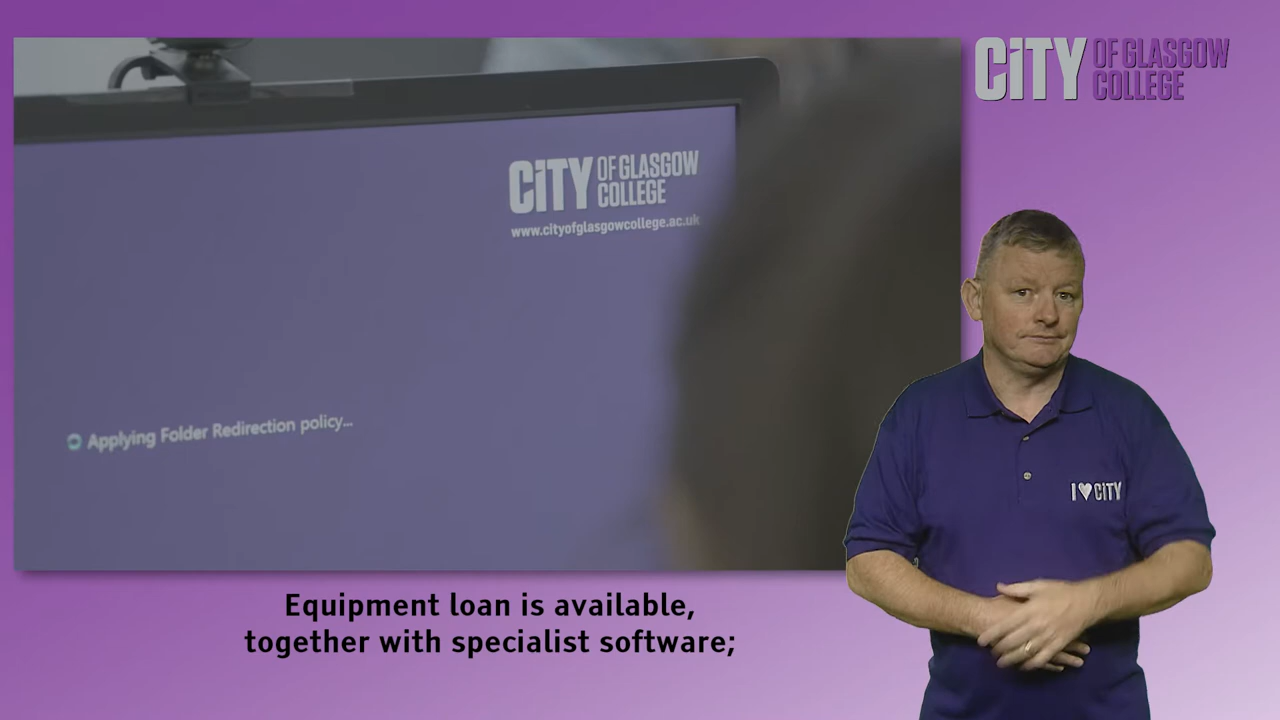 CiTY OF GLASGOW
COLLEGE
CiTY OF GLASGOW
COLLEGE
www.cityofglasgowcollege.ac.uk
Applying Folder Redirection policy...
I ♥ CiTY
Equipment loan is available,
together with specialist software;